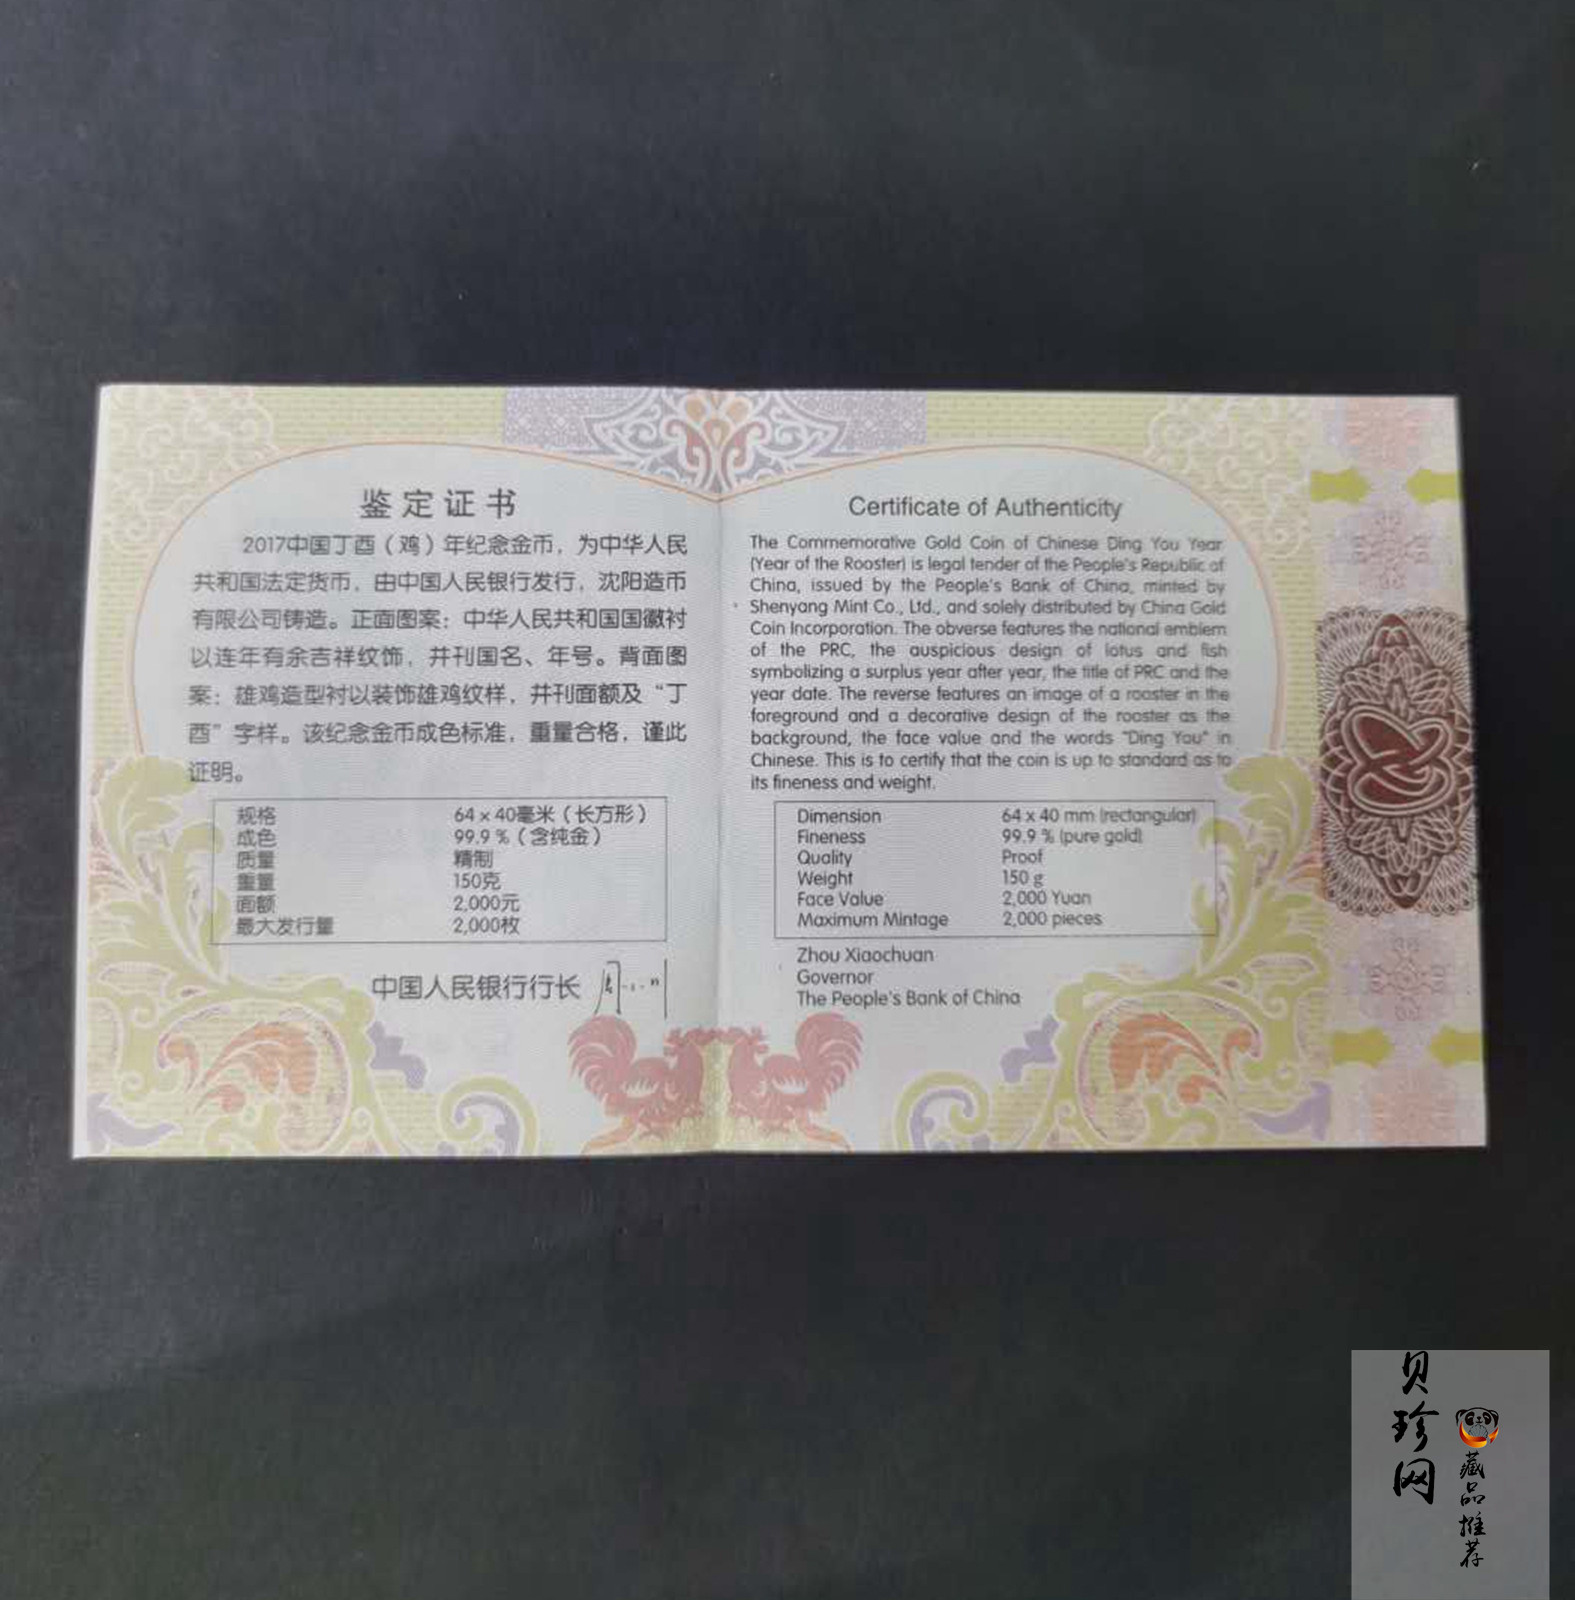 鉴定证书
2017中国丁酉（鸡）年纪念金币，为中华人民
共和国法定货币，由中国人民银行发行，沈阳造币
有限公司铸造。正面图案：中华人民共和国国徽衬
以连年有余吉祥纹饰，并刊国名、年号。背面图
案：雄鸡造型衬以装饰雄鸡纹样，并刊面额及“丁
酉”字样。该纪念金币成色标准，重量合格，谨此
证明。
规格 64×40毫米（长方形）
成色 99.9%（含纯金）
质量 精制
重量 150克
面额 2,000元
最大发行量 2,000枚
中国人民银行行长
Certificate of Authenticity
The Commemorative Gold Coin of Chinese Ding You Year
(Year of the Rooster) is legal tender of the People's Republic of
China, issued by the People's Bank of China, minted by
Shenyang Mint Co., Ltd., and solely distributed by China Gold
Coin Incorporation. The obverse features the national emblem
of the PRC, the auspicious design of lotus and fish
symbolizing a surplus year after year, the title of PRC and the
year date. The reverse features an image of a rooster in the
foreground and a decorative design of the rooster as the
background, the face value and the words "Ding You" in
Chinese. This is to certify that the coin is up to standard as to
its fineness and weight.
Dimension 64×40 mm (rectangular)
Fineness 99.9 % (pure gold)
Quality Proof
Weight 150 g
Face Value 2,000 Yuan
Maximum Mintage 2,000 pieces
Zhou Xiaochuan
Governor
The People's Bank of China
贝珍网
藏品推荐